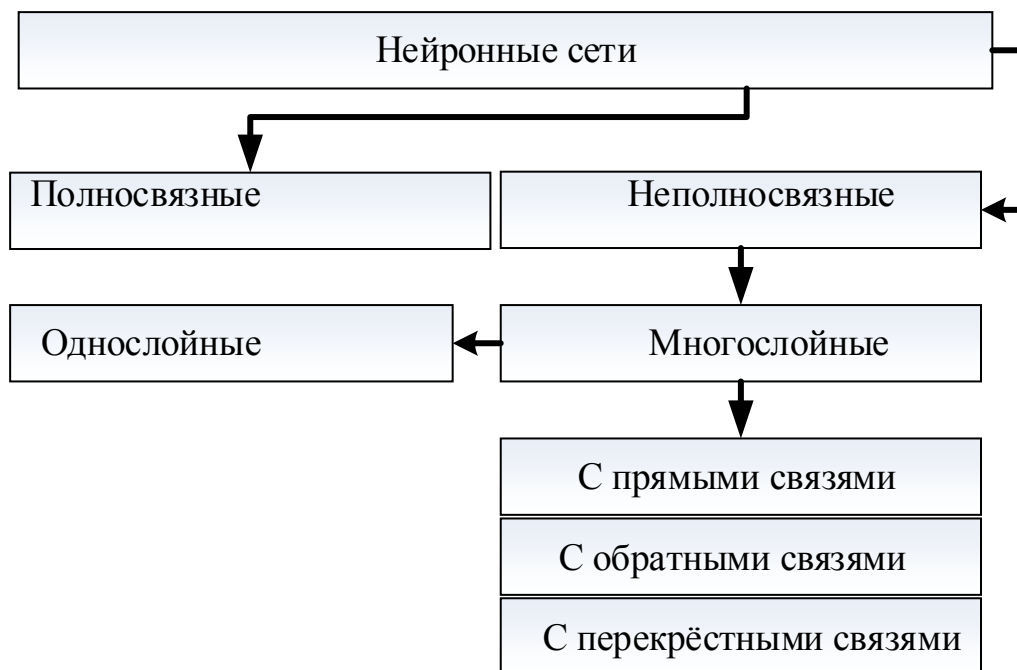 Нейронные сети
Полносвязные
Неполносвязные
Однослойные
Многослойные
С прямыми связями
С обратными связями
С перекрёстными связями